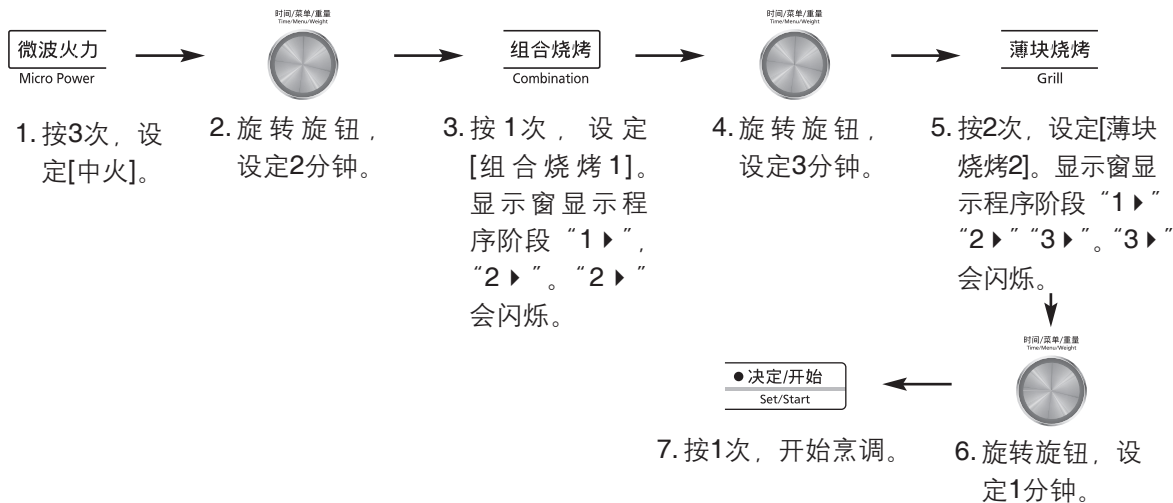 时间/菜单/重量
Time/Menu/Weight
时间/菜单/重量
Time/Menu/Weight
微波火力
Micro Power
组合烧烤
Combination
薄块烧烤
Grill
1. 按3次，设
定[中火]。
2. 旋转旋钮，
设定2分钟。
3. 按1次，设定
[组合烧烤1]。
显示窗显示程
序阶段“1▶”，
“2▶”。“2▶”
会闪烁。
4. 旋转旋钮，
设定3分钟。
5. 按2次，设定[薄块
烧烤2]。显示窗显
示程序阶段“1▶”
“2▶”“3▶”。“3▶”
会闪烁。
时间/菜单/重量
Time/Menu/Weight
6. 旋转旋钮，设
定1分钟。
●决定/开始
Set/Start
7. 按1次，开始烹调。